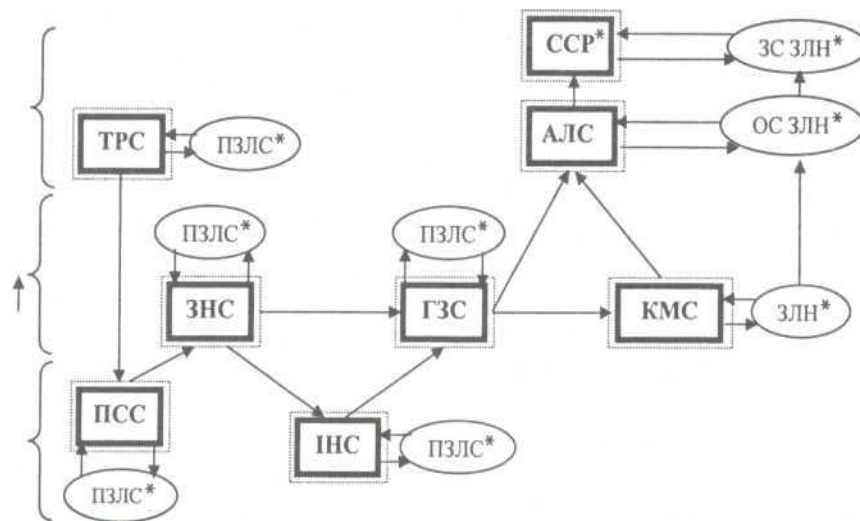 ССР*
ЗС ЗЛН*
ТРС
ПЗЛС*
АЛС
ОС ЗЛН*
ПЗЛС*
ПЗЛС*
ЗНС
ГЗС
КМС
ЗЛН*
ПСС
ІНС
ПЗЛС*
ПЗЛС*